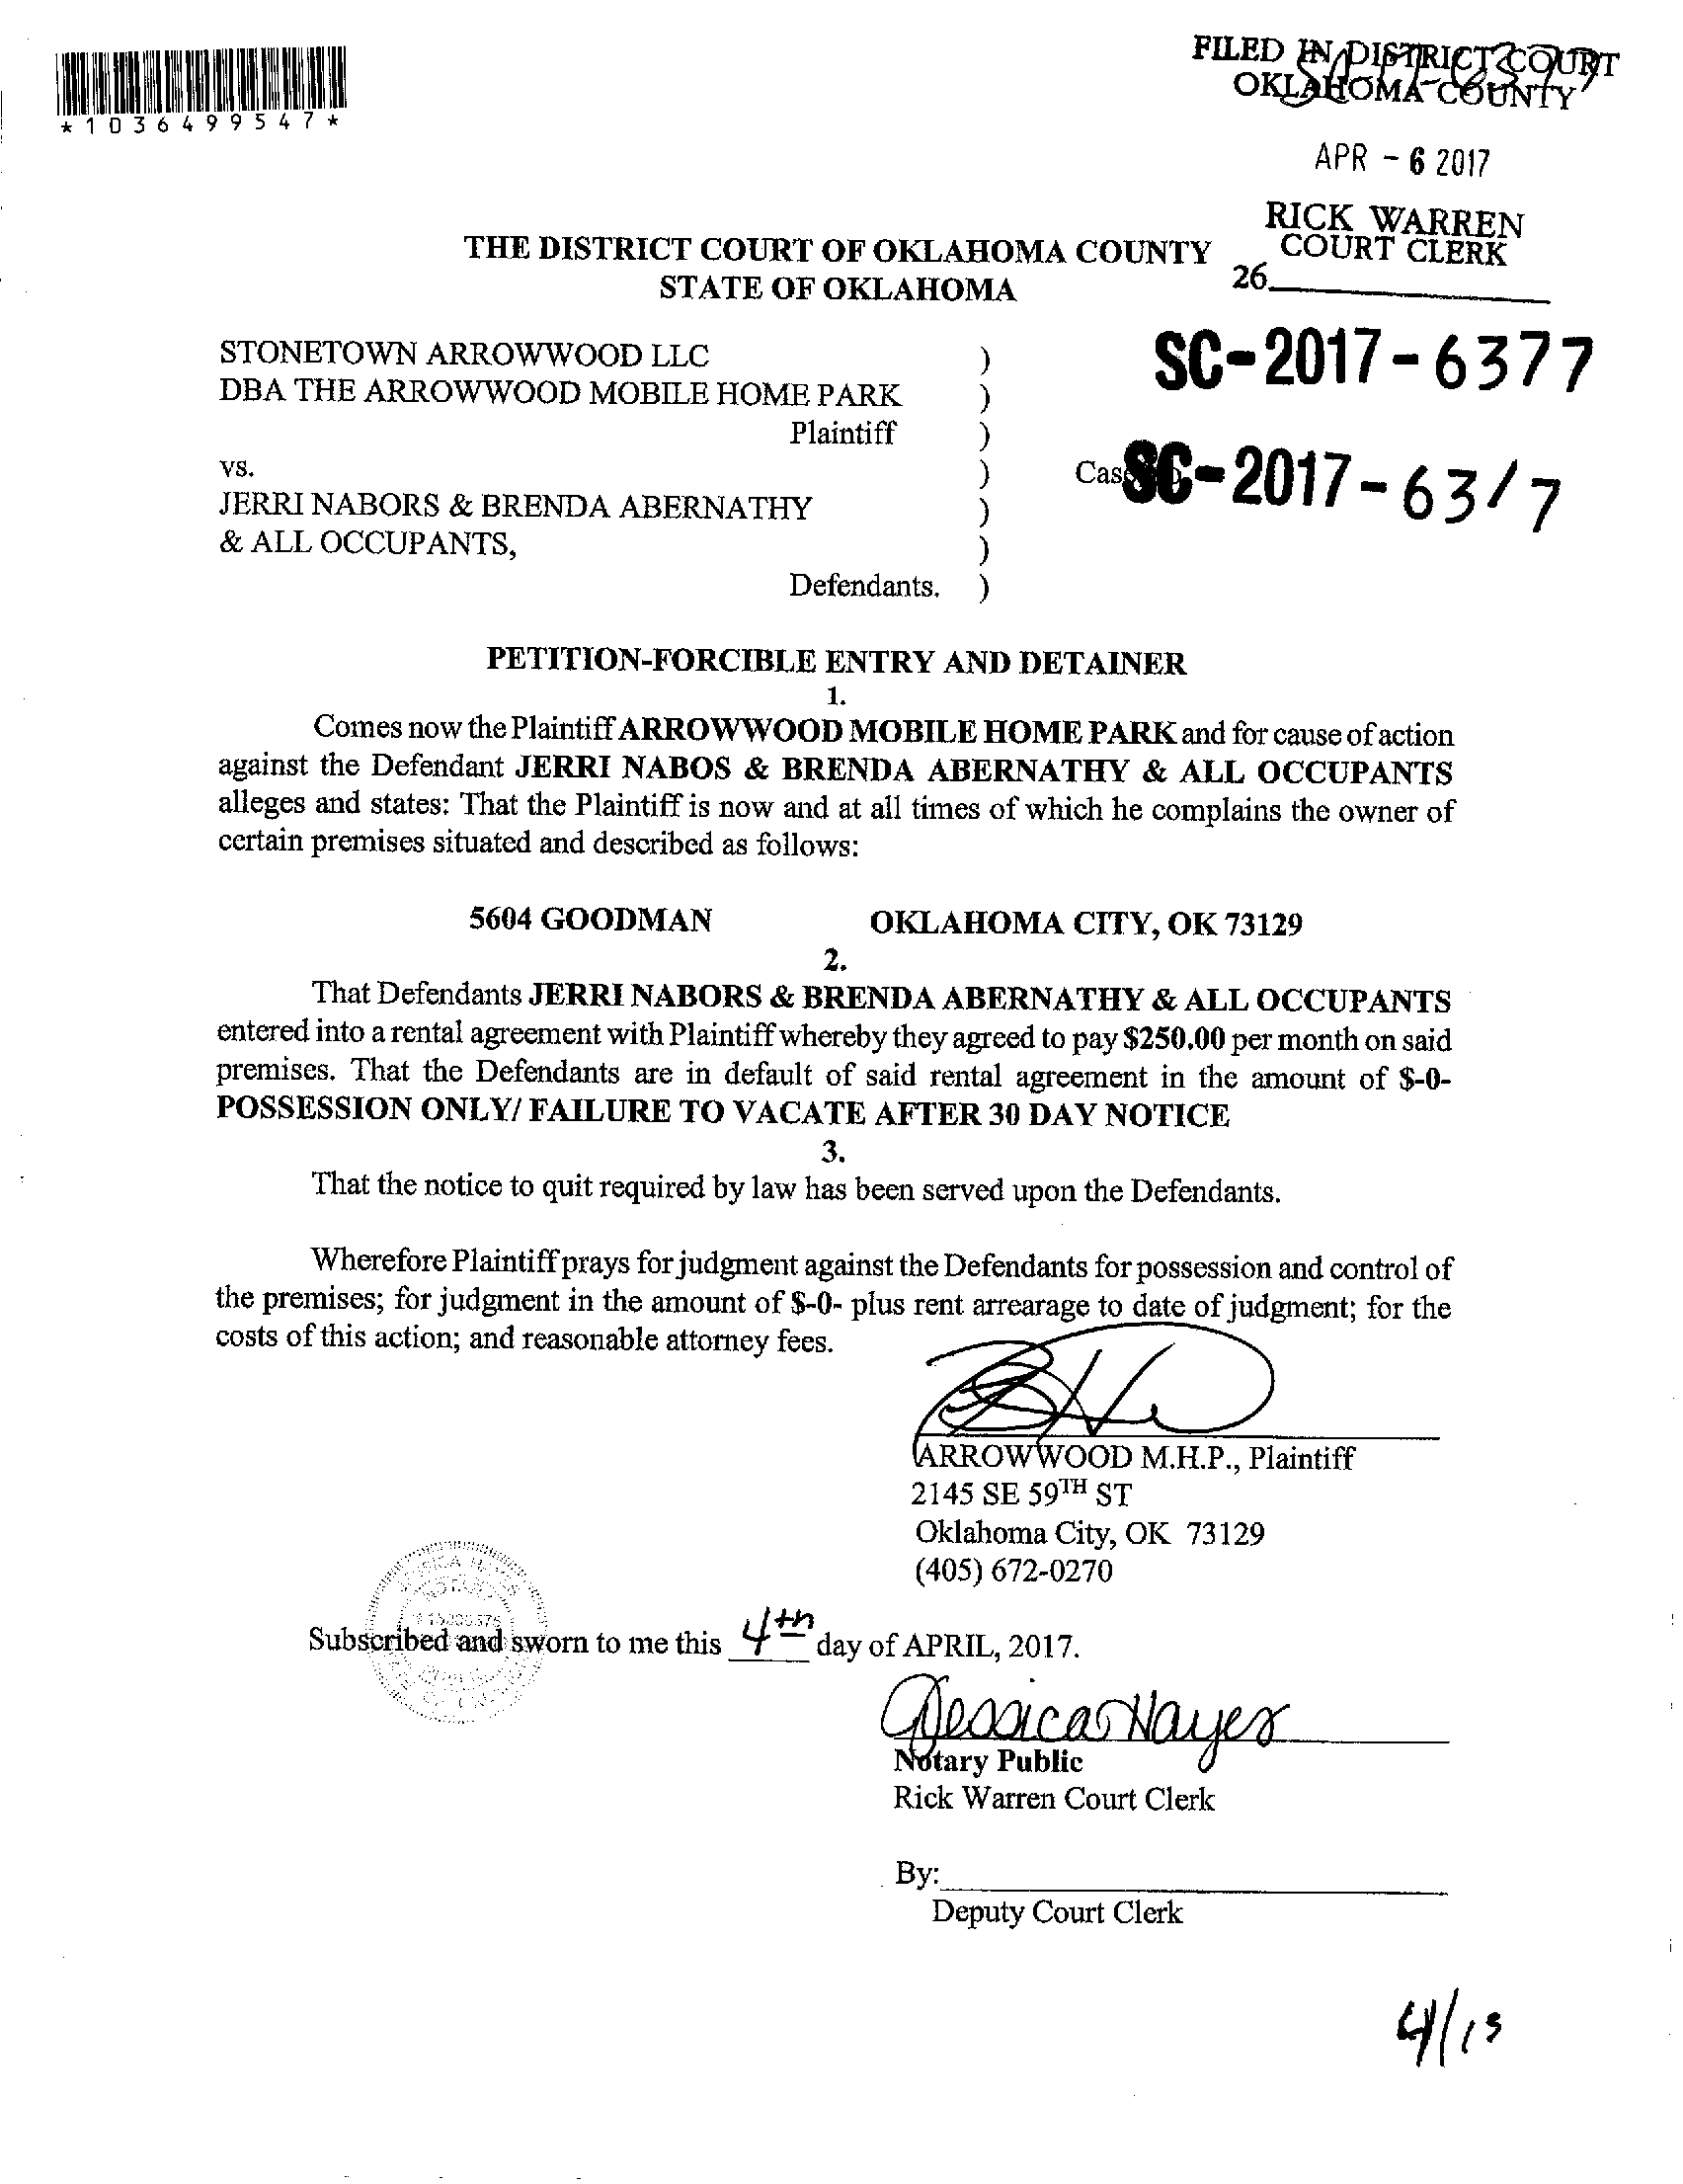 FILED IN DISTRICT COURT
OKLAHOMA COUNTY
*1036499547*
APR - 6 2017
RICK WARREN
COURT CLERK
26
THE DISTRICT COURT OF OKLAHOMA COUNTY
STATE OF OKLAHOMA
SC-2017-6377
STONETOWN ARROWWOOD LLC )
DBA THE ARROWWOOD MOBILE HOME PARK )
Plaintiff )
vs. ) SC-2017-6317
JERRI NABORS & BRENDA ABERNATHY )
& ALL OCCUPANTS, )
Defendants. )
PETITION-FORCIBLE ENTRY AND DETAINER
1.
Comes now the Plaintiff ARROWWOOD MOBILE HOME PARK and for cause of action
against the Defendant JERRI NABOS & BRENDA ABERNATHY & ALL OCCUPANTS
alleges and states: That the Plaintiff is now and at all times of which he complains the owner of
certain premises situated and described as follows:
5604 GOODMAN OKLAHOMA CITY, OK 73129
2.
That Defendants JERRI NABORS & BRENDA ABERNATHY & ALL OCCUPANTS
entered into a rental agreement with Plaintiff whereby they agreed to pay $250.00 per month on said
premises. That the Defendants are in default of said rental agreement in the amount of $-0-
POSSESSION ONLY/ FAILURE TO VACATE AFTER 30 DAY NOTICE
3.
That the notice to quit required by law has been served upon the Defendants.
Wherefore Plaintiff prays for judgment against the Defendants for possession and control of
the premises; for judgment in the amount of $-0- plus rent arrearage to date of judgment; for the
costs of this action; and reasonable attorney fees.
ARROWWOOD M.H.P., Plaintiff
2145 SE 59TH ST
Oklahoma City, OK 73129
(405) 672-0270
Subscribed and sworn to me this 4th day of APRIL, 2017.
Jessica Hayes
Notary Public
Rick Warren Court Clerk
By:
Deputy Court Clerk
4/13